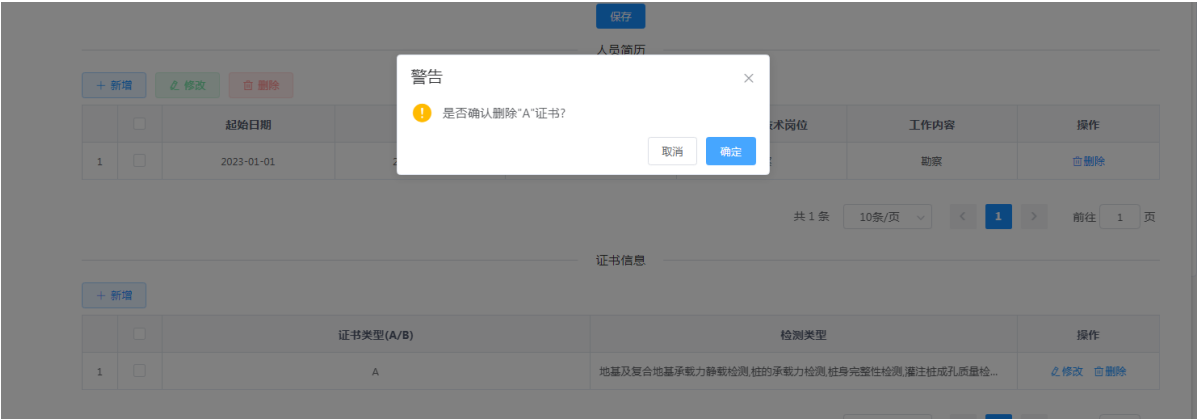 保存
人员简历
警告
是否确认删除"A"证书?
取消 确定
+ 新增 修改 删除
起始日期 术岗位 工作内容 操作
1 2023-01-01 勘察 删除
共 1 条 10条/页 1 前往 1 页
证书信息
+ 新增
证书类型(A/B) 检测类型 操作
1 A 地基及复合地基承载力静载检测,桩的承载力检测,桩身完整性检测,灌注桩成孔质量检... 修改 删除